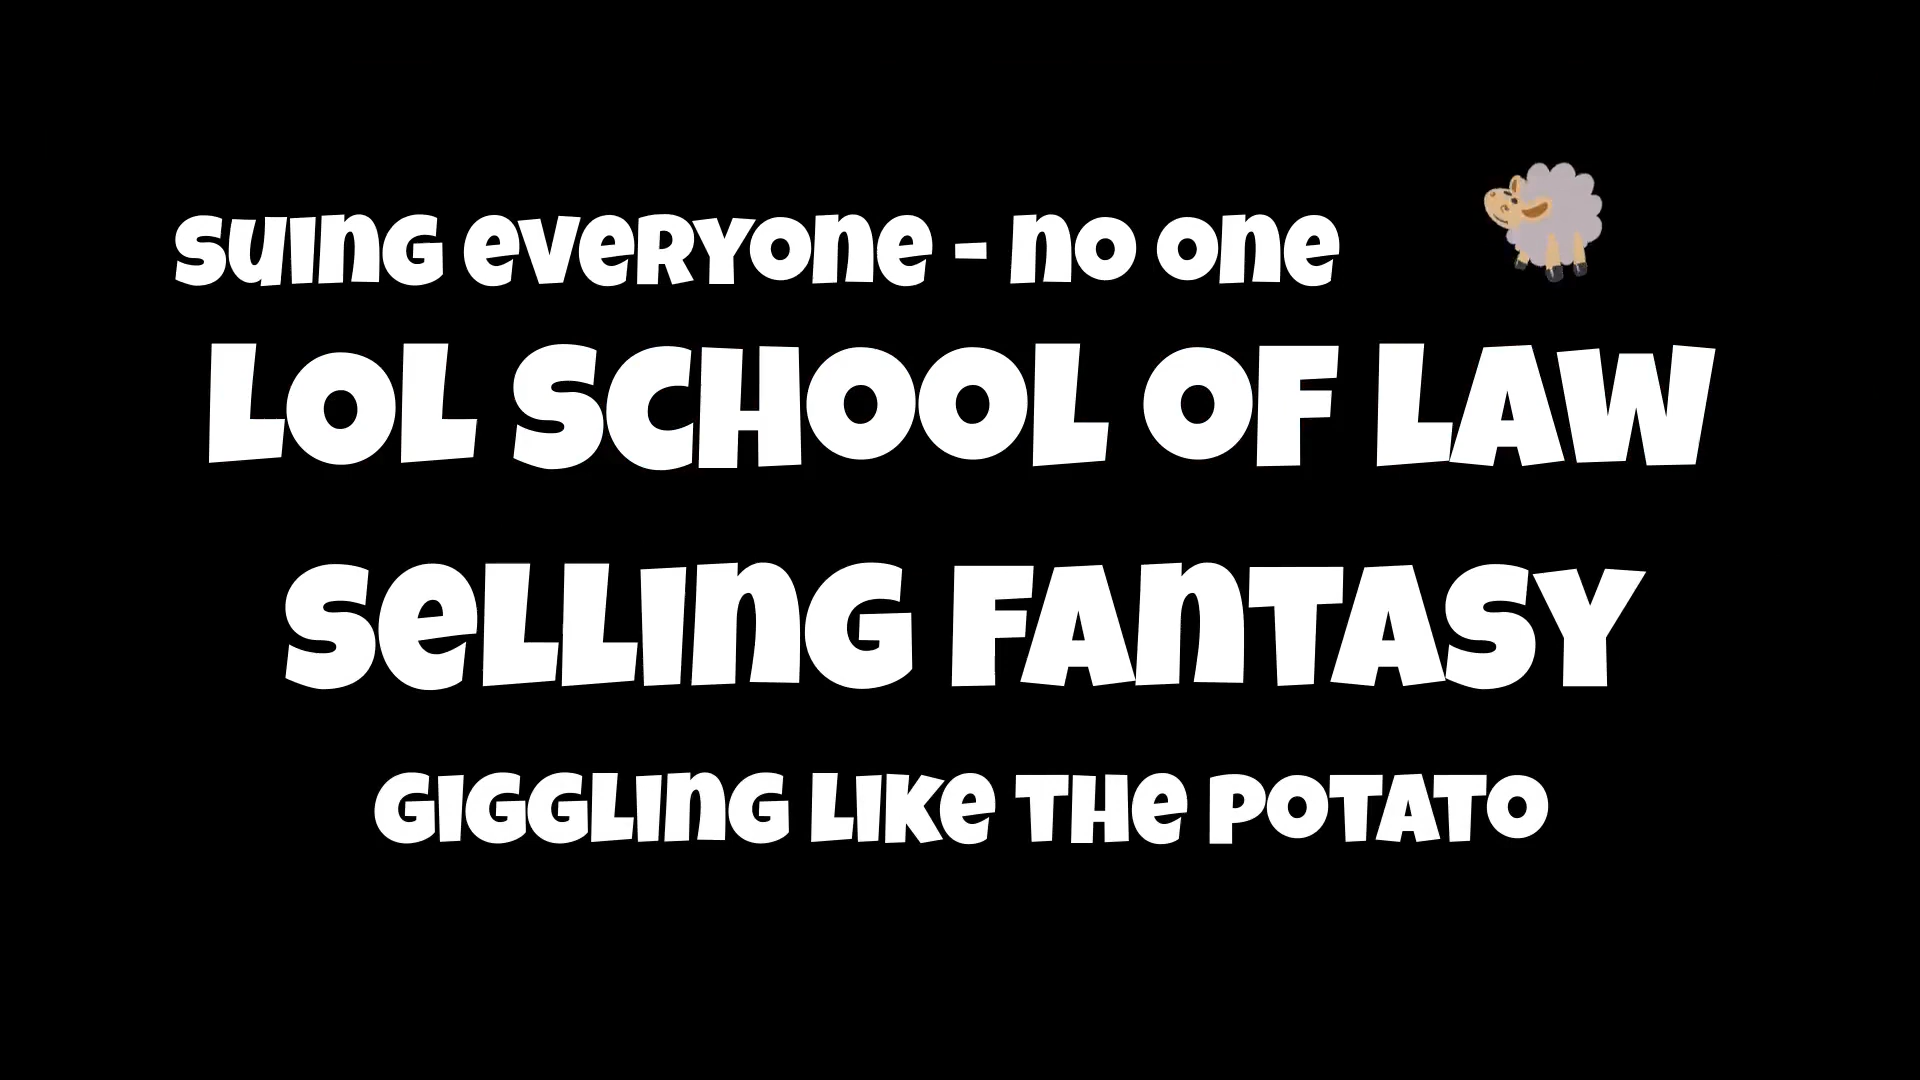 suing everyone - no one
LOL SCHOOL OF LAW
selling fantasy
giggling like the potato